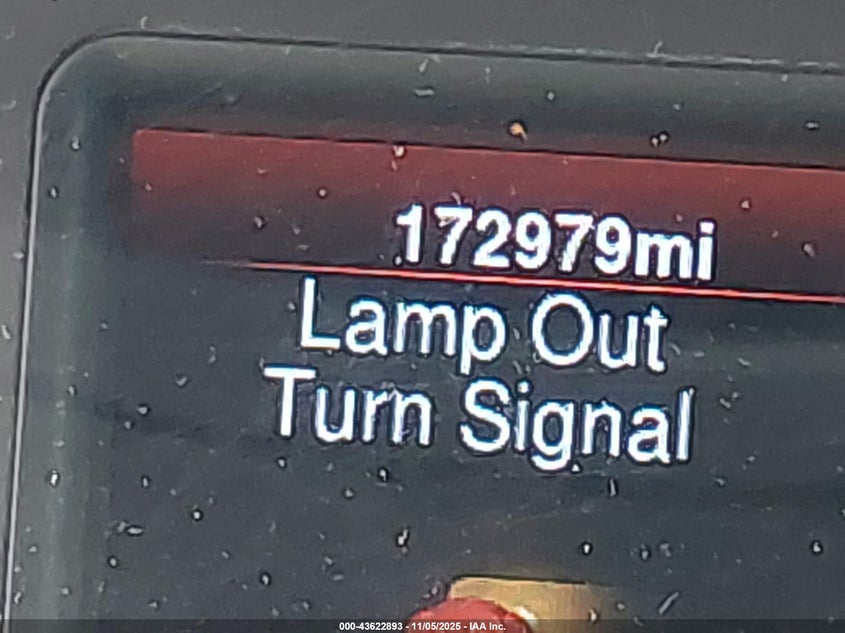 172979mi
Lamp Out
Turn Signal
000-43622893 - 11/05/2025 - IAA Inc.